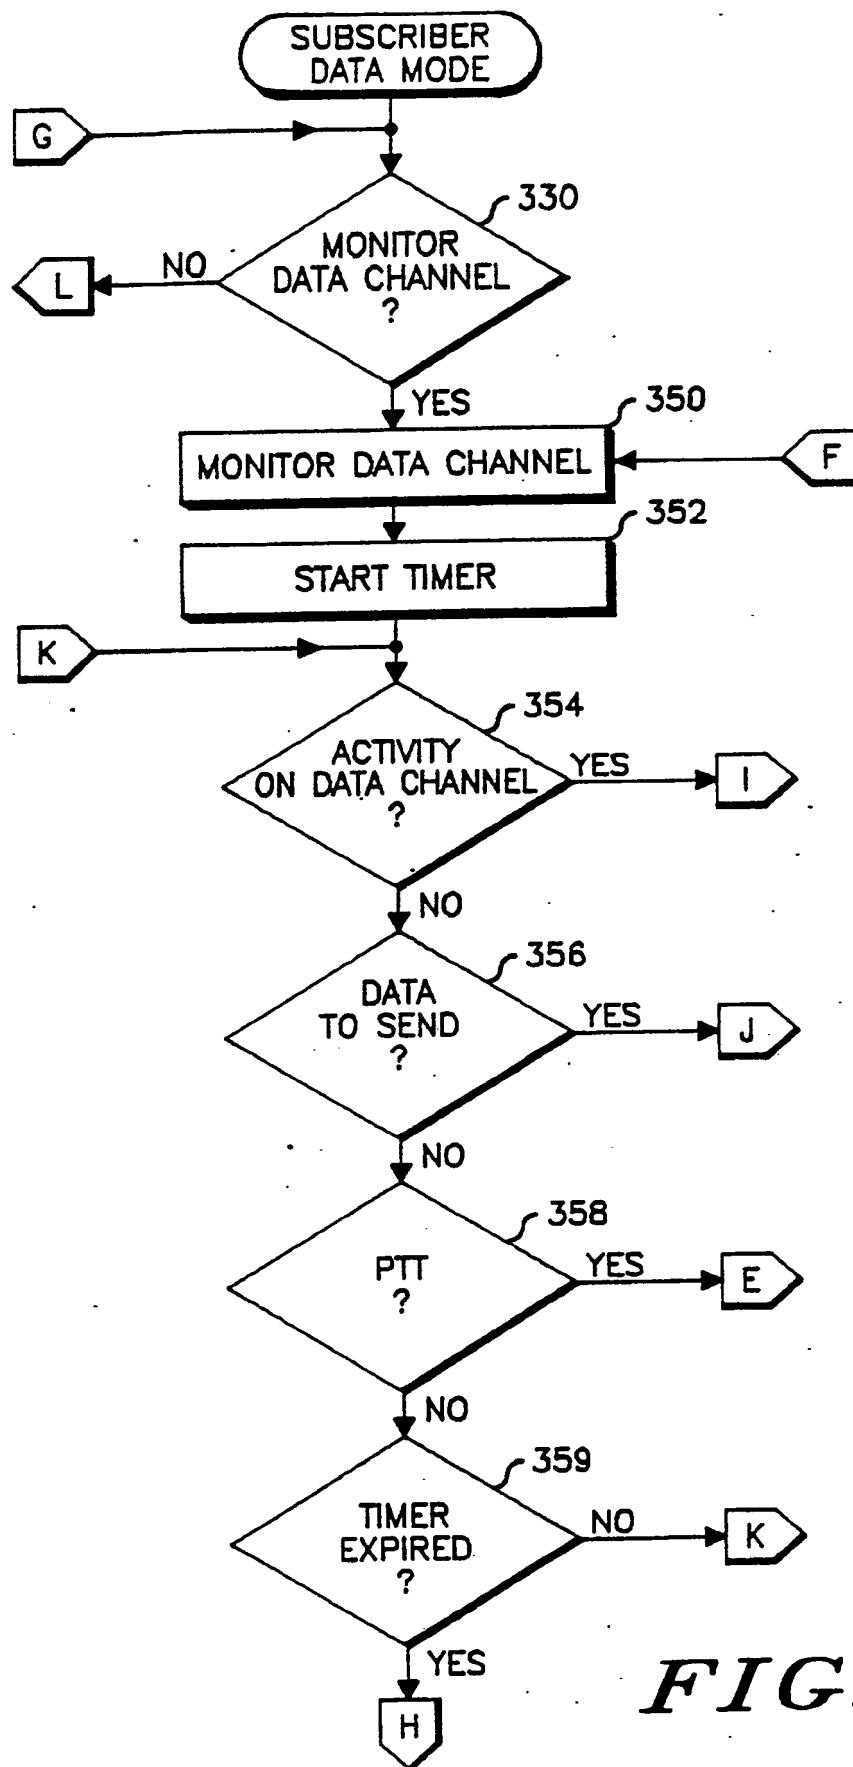 SUBSCRIBER
DATA MODE
G
330
MONITOR
DATA CHANNEL
?
NO
L
YES
350
MONITOR DATA CHANNEL
F
352
START TIMER
K
354
ACTIVITY
ON DATA CHANNEL
?
YES
I
NO
356
DATA
TO SEND
?
YES
J
NO
358
PTT
?
YES
E
NO
359
TIMER
EXPIRED
?
NO
K
YES
H
FIG.